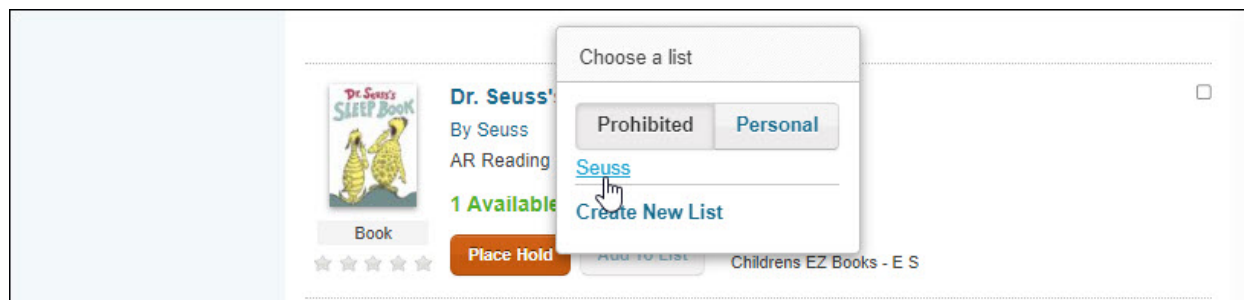 Choose a list
Prohibited Personal
Seuss
Create New List
Dr. Seuss's
SLEEP BOOK
Book
Dr. Seuss'
By Seuss
AR Reading
1 Available
Place Hold Add To List
Childrens EZ Books - E S